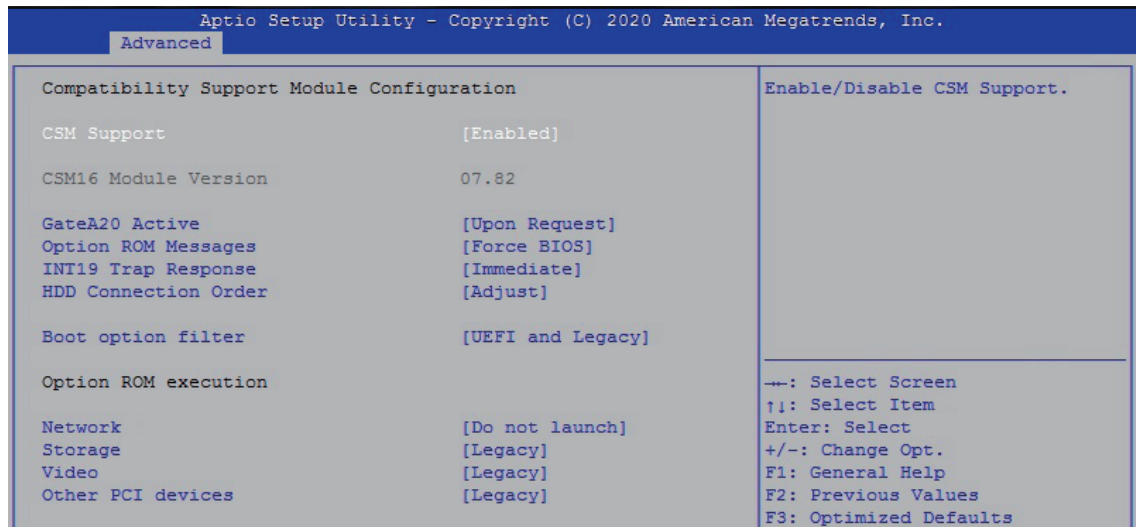 Aptio Setup Utility - Copyright (C) 2020 American Megatrends, Inc.
Advanced
Compatibility Support Module Configuration
CSM Support [Enabled]
CSM16 Module Version 07.82
GateA20 Active [Upon Request]
Option ROM Messages [Force BIOS]
INT19 Trap Response [Immediate]
HDD Connection Order [Adjust]
Boot option filter [UEFI and Legacy]
Option ROM execution
Network [Do not launch]
Storage [Legacy]
Video [Legacy]
Other PCI devices [Legacy]
Enable/Disable CSM Support.
→←: Select Screen
↑↓: Select Item
Enter: Select
+/-: Change Opt.
F1: General Help
F2: Previous Values
F3: Optimized Defaults